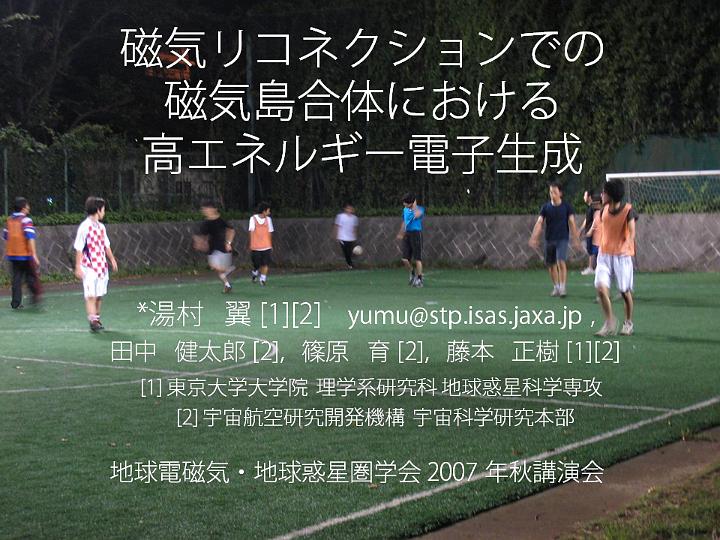 磁気リコネクションでの
磁気島合体における
高エネルギー電子生成
*湯村 翼 [1][2] yumu@stp.isas.jaxa.jp ,
田中 健太郎 [2], 篠原 育 [2], 藤本 正樹 [1][2]
[1] 東京大学大学院 理学系研究科 地球惑星科学専攻
[2] 宇宙航空研究開発機構 宇宙科学研究本部
地球電磁気・地球惑星圏学会 2007 年秋講演会